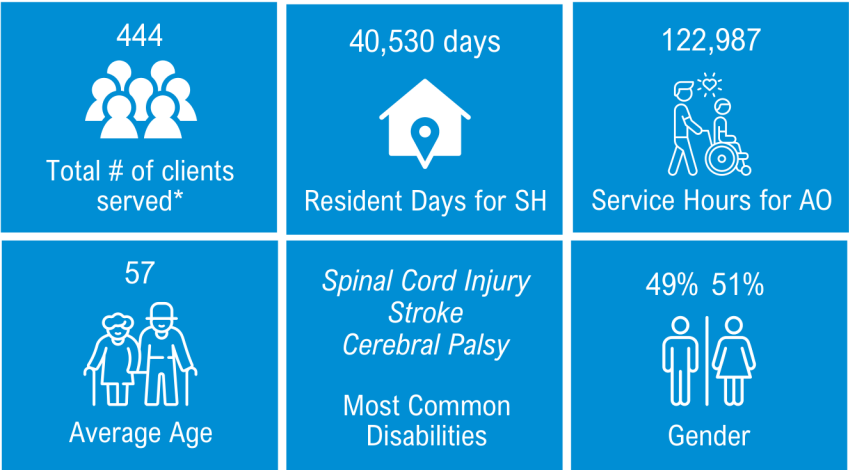 444
Total # of clients
served*
40,530 days
Resident Days for SH
122,987
Service Hours for AO
57
Average Age
Spinal Cord Injury
Stroke
Cerebral Palsy
Most Common
Disabilities
49% 51%
Gender